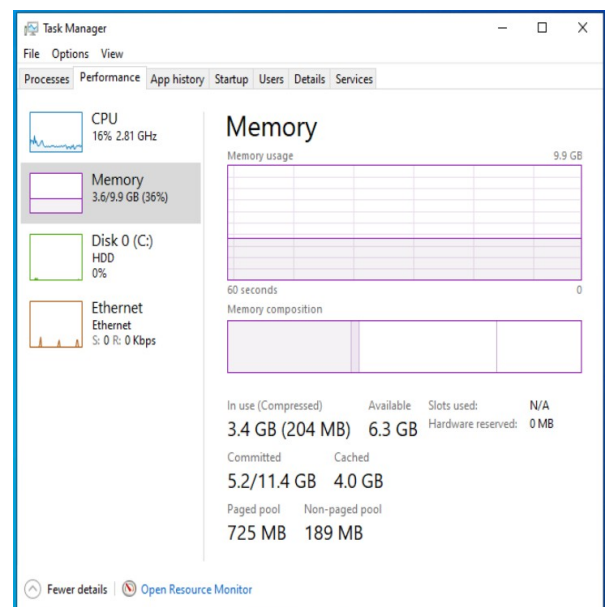 Task Manager
File Options View
Processes Performance App history Startup Users Details Services
CPU
16% 2.81 GHz
Memory
3.6/9.9 GB (36%)
Disk 0 (C:)
HDD
0%
Ethernet
Ethernet
S: 0 R: 0 Kbps
Memory
Memory usage 9.9 GB
60 seconds 0
Memory composition
In use (Compressed) Available Slots used: N/A
3.4 GB (204 MB) 6.3 GB Hardware reserved: 0 MB
Committed Cached
5.2/11.4 GB 4.0 GB
Paged pool Non-paged pool
725 MB 189 MB
Fewer details Open Resource Monitor